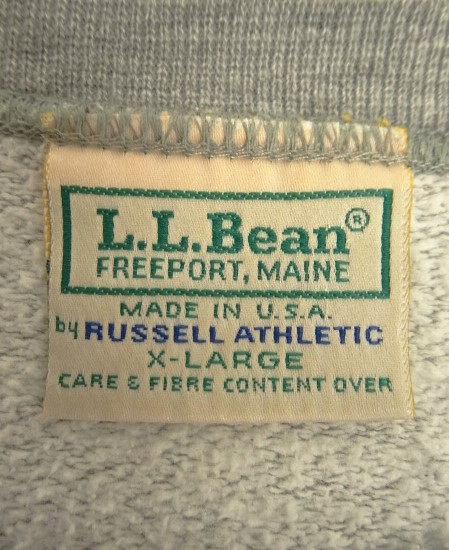 L.L.Bean®
FREEPORT, MAINE
MADE IN U.S.A.
by RUSSELL ATHLETIC
X-LARGE
CARE & FIBRE CONTENT OVER